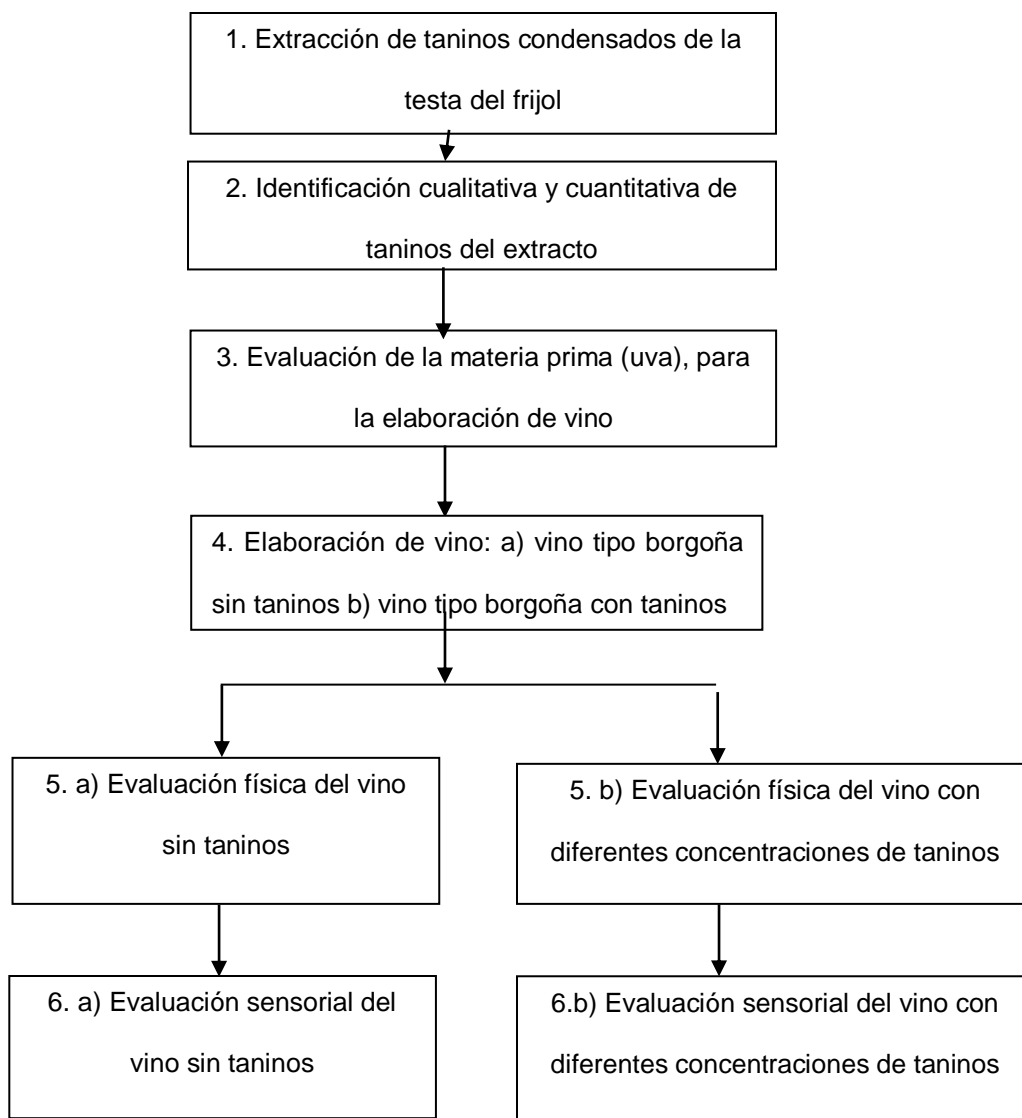 1. Extracción de taninos condensados de la
testa del frijol
2. Identificación cualitativa y cuantitativa de
taninos del extracto
3. Evaluación de la materia prima (uva), para
la elaboración de vino
4. Elaboración de vino: a) vino tipo borgoña
sin taninos b) vino tipo borgoña con taninos
5. a) Evaluación física del vino
sin taninos
5. b) Evaluación física del vino con
diferentes concentraciones de taninos
6. a) Evaluación sensorial del
vino sin taninos
6.b) Evaluación sensorial del vino con
diferentes concentraciones de taninos